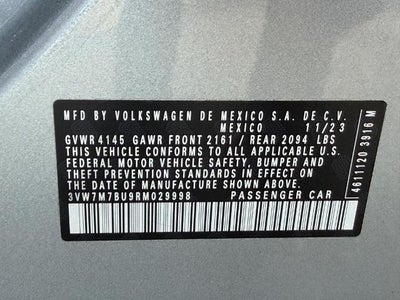 MFD BY VOLKSWAGEN DE MEXICO S.A. DE C.V.
MEXICO 11/23
GVWR 4145 GAWR FRONT 2161 / REAR 2094 LBS
THIS VEHICLE CONFORMS TO ALL APPLICABLE U.S.
FEDERAL MOTOR VEHICLE SAFETY, BUMPER AND
THEFT PREVENTION STANDARDS IN EFFECT ON THE
DATE OF MANUFACTURE SHOWN ABOVE.
3VW7M7BU9RM029998 PASSENGER CAR
4611120 3916 M